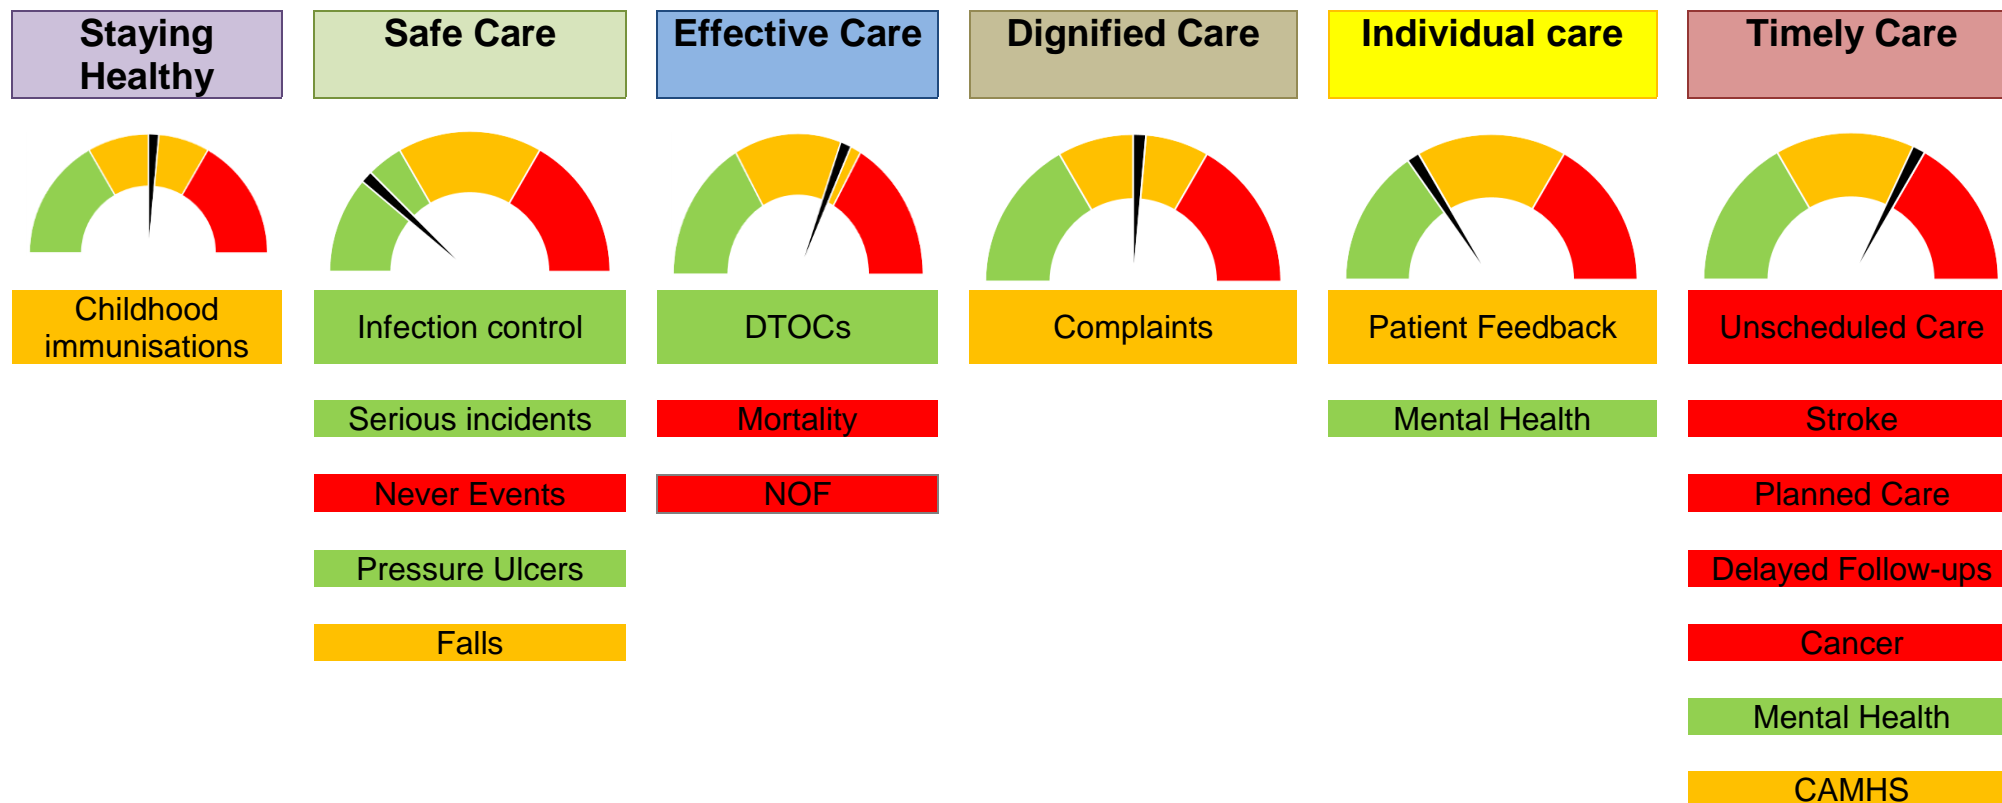 Staying
Healthy
Safe Care
Effective Care
Dignified Care
Individual care
Timely Care
Childhood
immunisations
Infection control
DTOCs
Complaints
Patient Feedback
Unscheduled Care
Serious incidents
Mortality
Mental Health
Stroke
Never Events
NOF
Planned Care
Pressure Ulcers
Delayed Follow-ups
Falls
Cancer
Mental Health
CAMHS